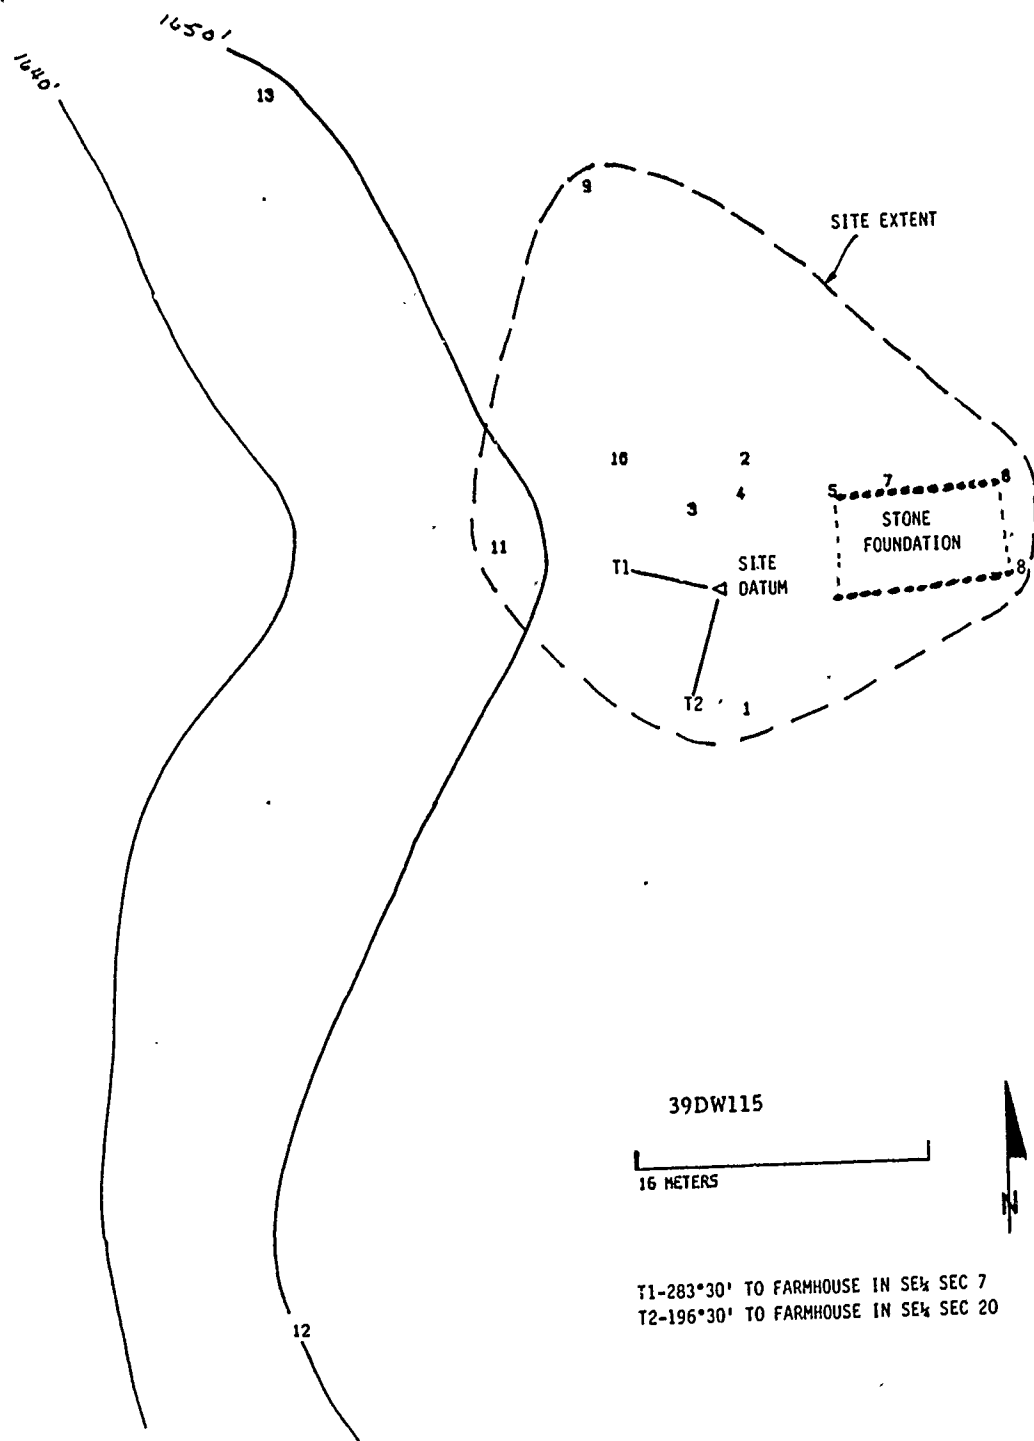 1650'
1640'
13
9
SITE EXTENT
16
2
4
3
5
7
6
STONE
FOUNDATION
11
T1
SITE
DATUM
8
T2
1
39DW115
16 METERS
N
T1-283°30' TO FARMHOUSE IN SE¼ SEC 7
T2-196°30' TO FARMHOUSE IN SE¼ SEC 20
12